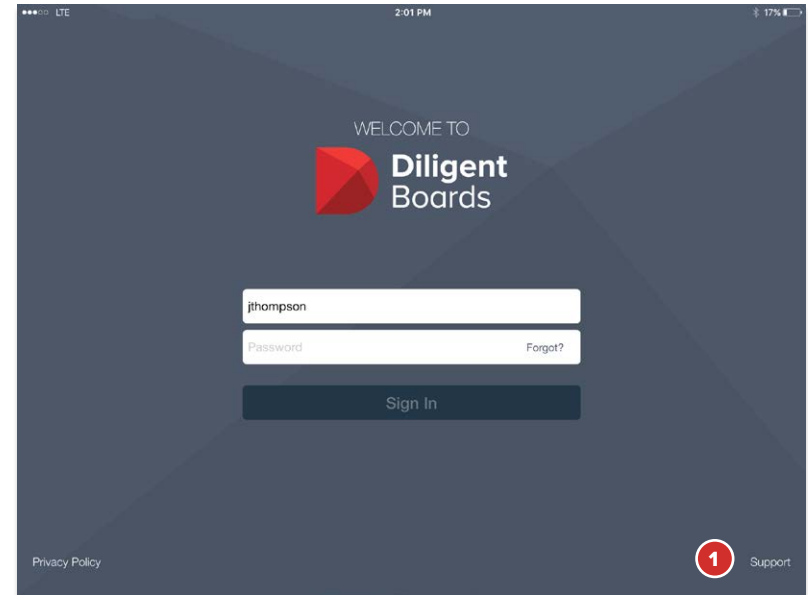 LTE 2:01 PM 17%
WELCOME TO
Diligent
Boards
jthompson
Password Forgot?
Sign In
Privacy Policy 1 Support